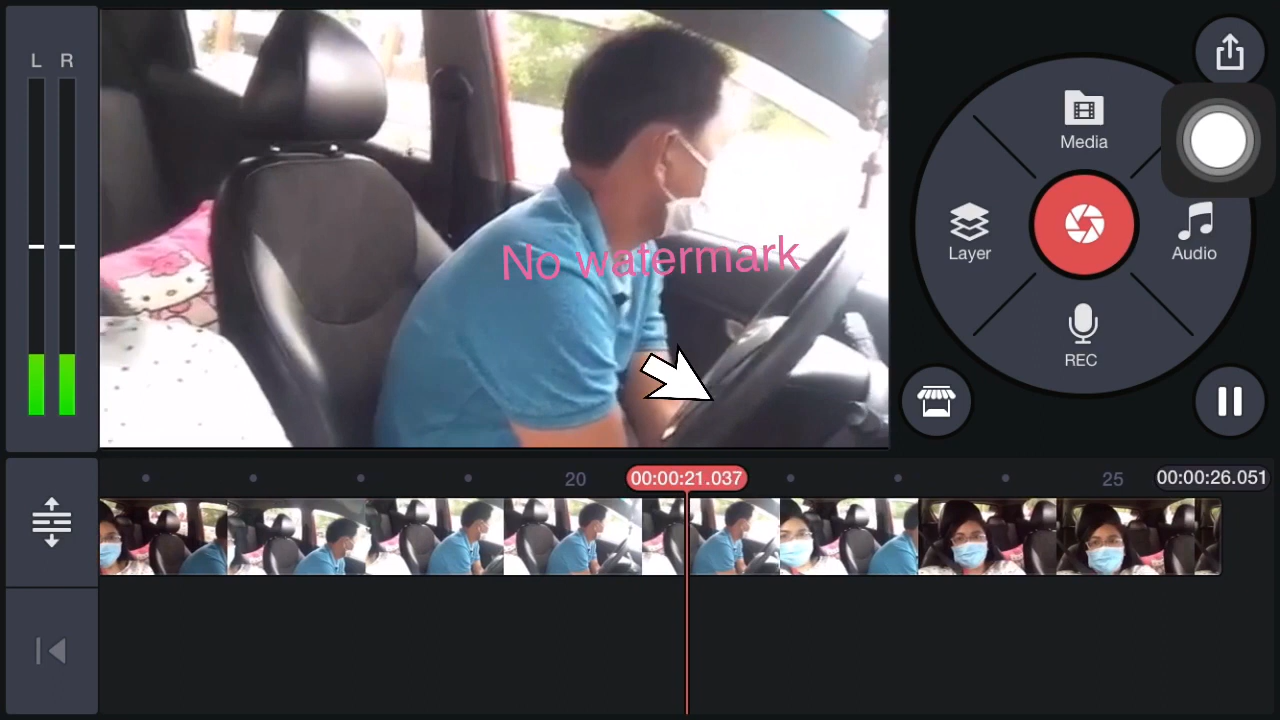 L R
Media
No watermark
Layer
Audio
REC
20
00:00:21.037
25
00:00:26.051